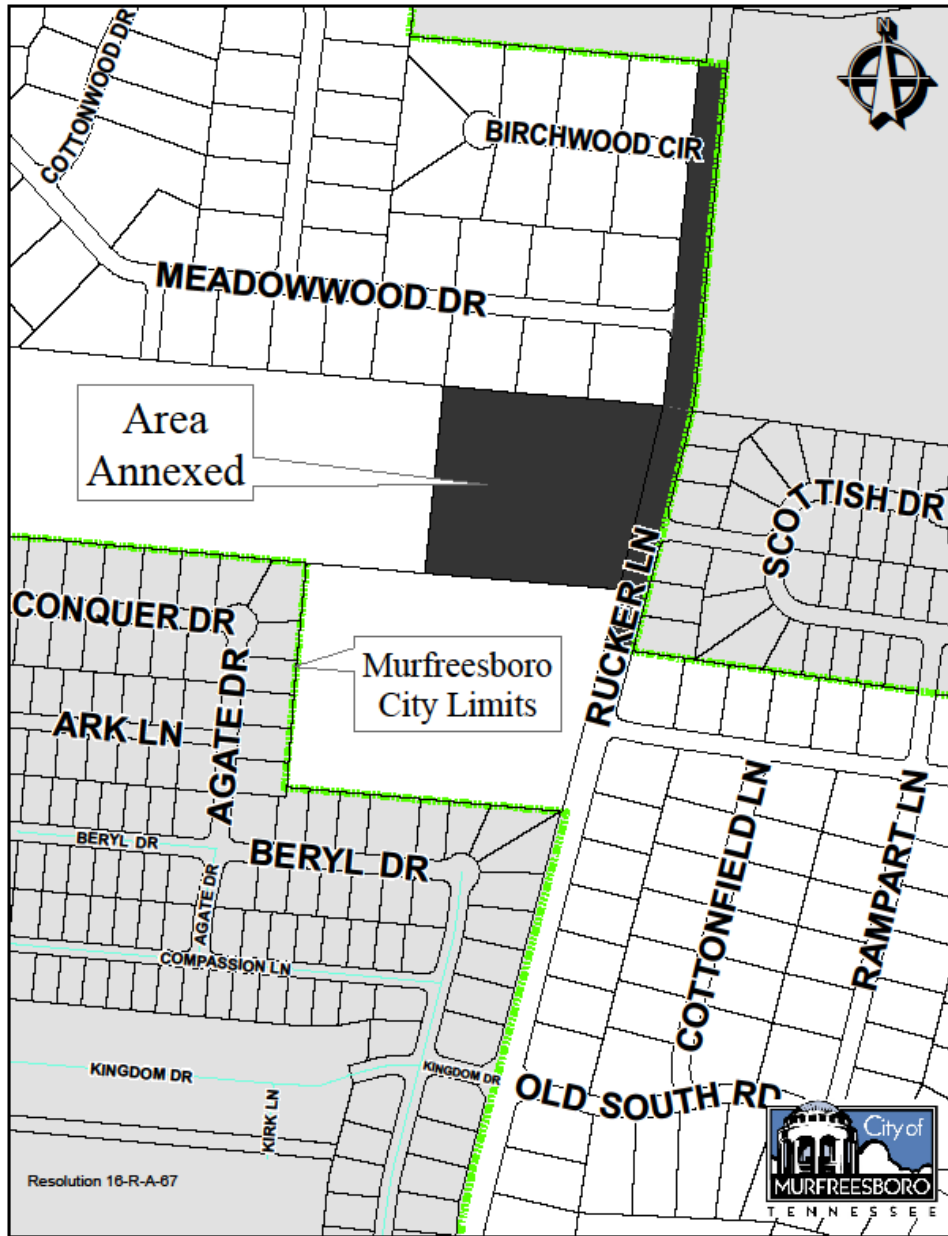 N
COTTONWOOD DR
BIRCHWOOD CIR
MEADOWWOOD DR
Area
Annexed
SCOTTISH DR
RUCKER LN
CONQUER DR
AGATE DR
Murfreesboro
City Limits
ARK LN
COTTONFIELD LN
RAMPART LN
BERYL DR
BERYL DR
AGATE DR
COMPASSION LN
KINGDOM DR
KINGDOM DR
OLD SOUTH RD
KIRK LN
City of
MURFREESBORO
TENNESSEE
Resolution 16-R-A-67